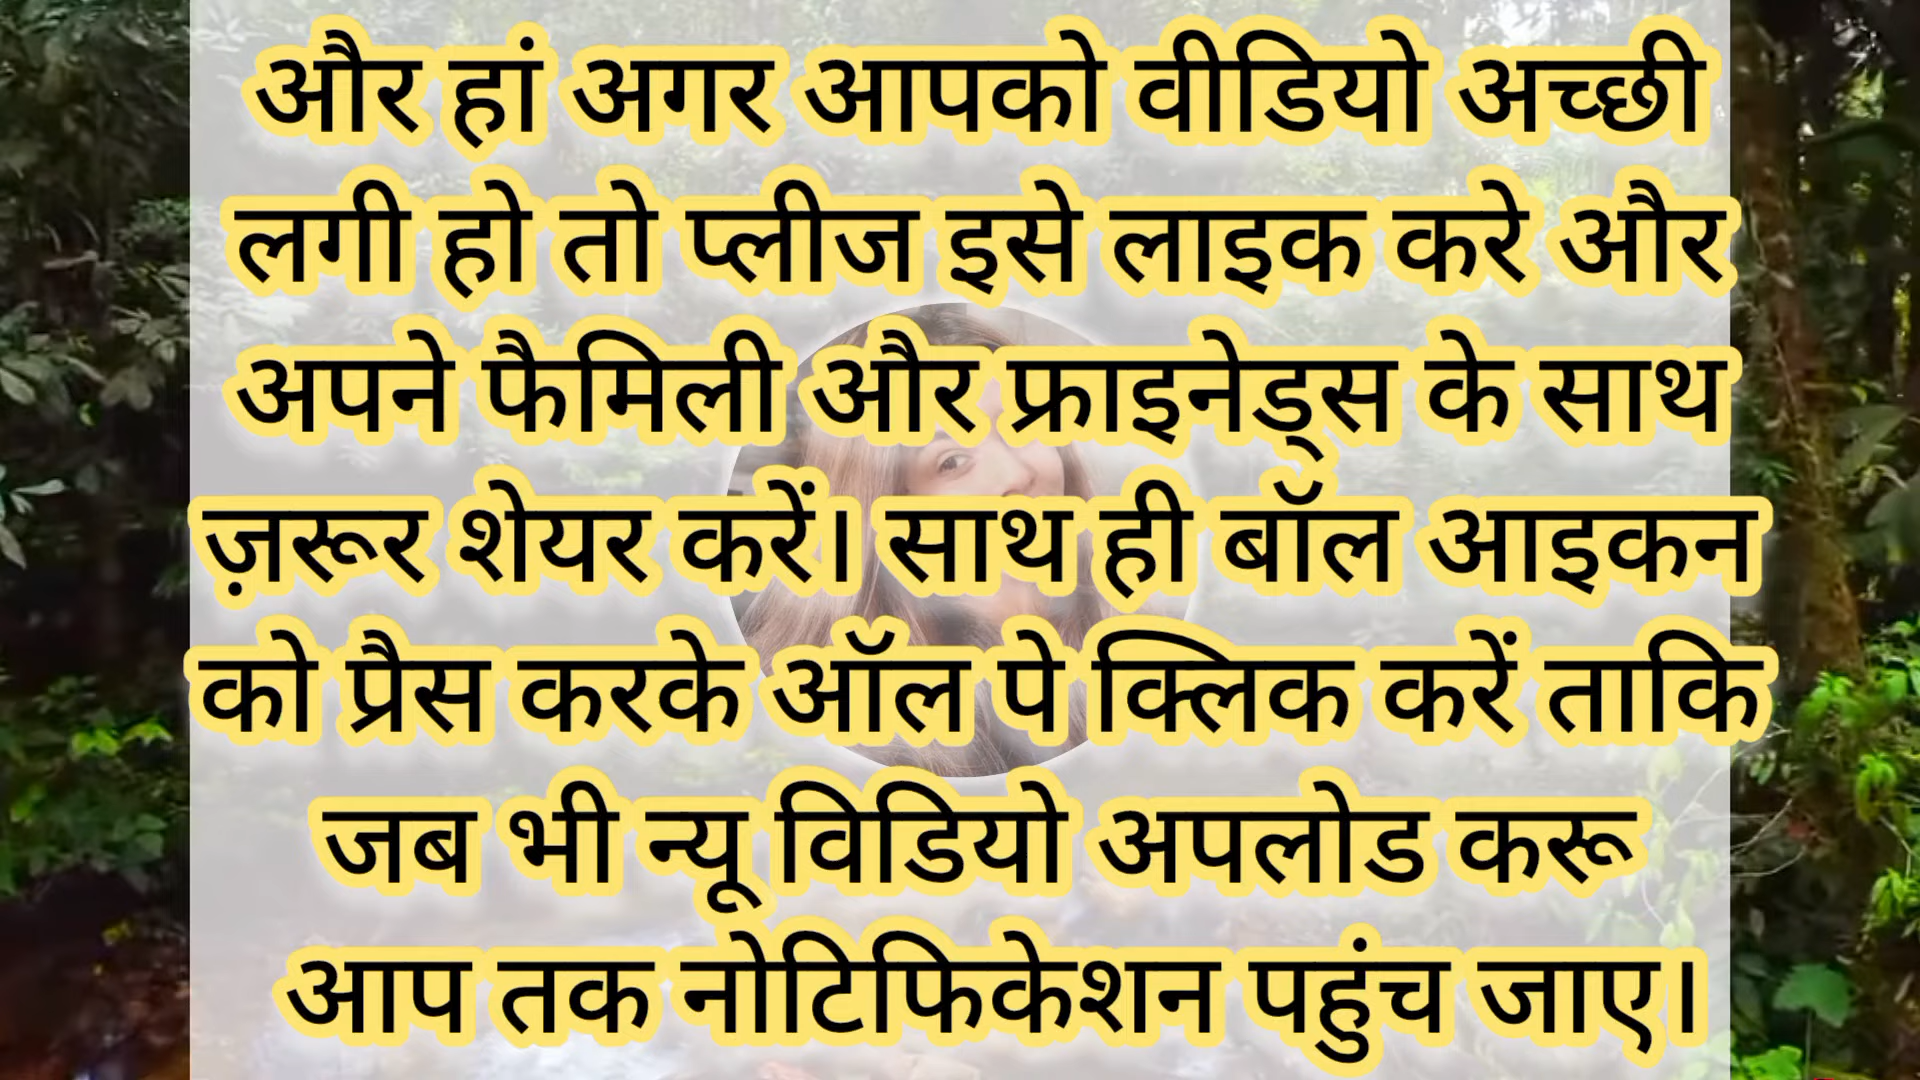 और हां अगर आपको वीडियो अच्छी
लगी हो तो प्लीज इसे लाइक करे और
अपने फैमिली और फ्राइनेड्स के साथ
ज़रूर शेयर करें। साथ ही बॉल आइकन
को प्रैस करके ऑल पे क्लिक करें ताकि
जब भी न्यू विडियो अपलोड करू
आप तक नोटिफिकेशन पहुंच जाए।